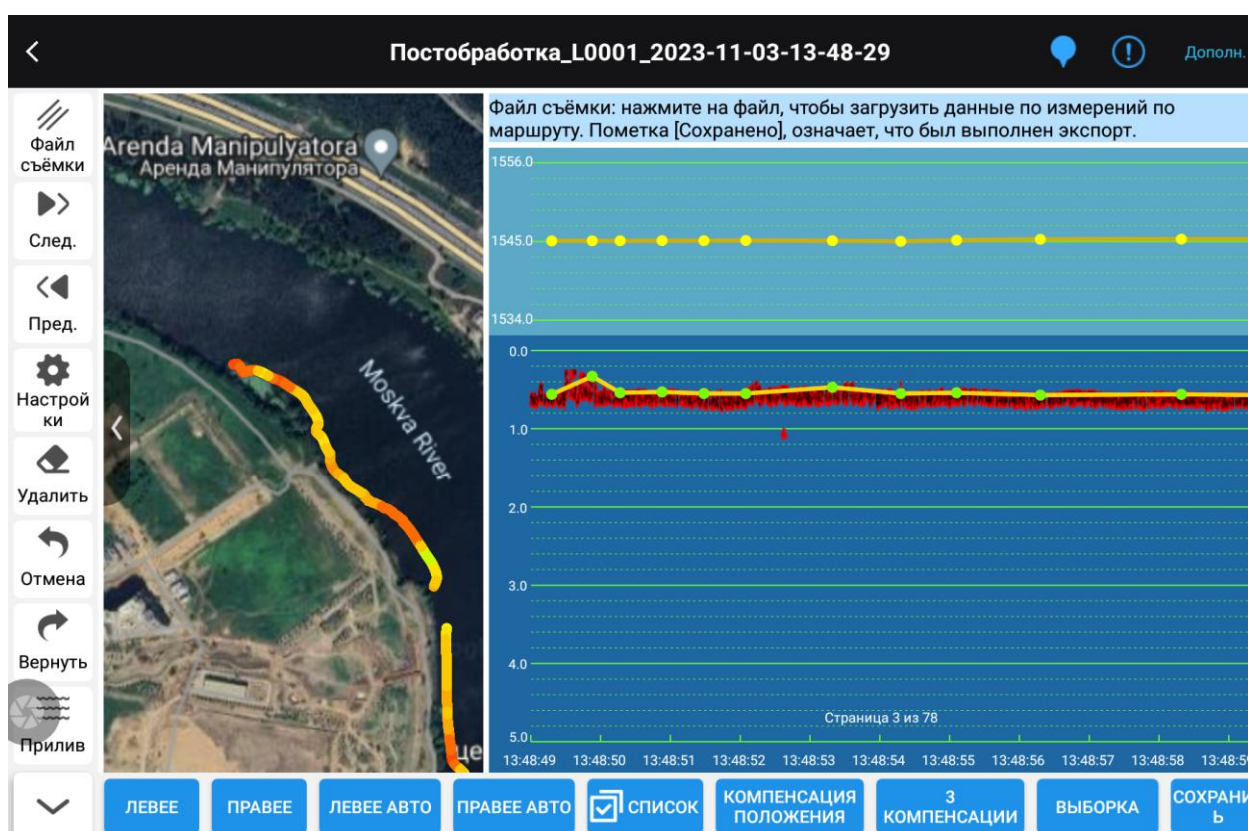 Постобработка_L0001_2023-11-03-13-48-29
Дополн.
Файл
съёмки
След.
Пред.
Настрой
ки
Удалить
Отмена
Вернуть
Прилив
Arenda Manipulyatora
Аренда Манипулятора
Moskva River
це
Файл съёмки: нажмите на файл, чтобы загрузить данные по измерений по
маршруту. Пометка [Сохранено], означает, что был выполнен экспорт.
1556.0
1545.0
1534.0
0.0
1.0
2.0
3.0
4.0
5.0
Страница 3 из 78
13:48:49 13:48:50 13:48:51 13:48:52 13:48:53 13:48:54 13:48:55 13:48:56 13:48:57 13:48:58 13:48:59
ЛЕВЕЕ
ПРАВЕЕ
ЛЕВЕЕ АВТО
ПРАВЕЕ АВТО
СПИСОК
КОМПЕНСАЦИЯ
ПОЛОЖЕНИЯ
3
КОМПЕНСАЦИИ
ВЫБОРКА
СОХРАНИ
Ь